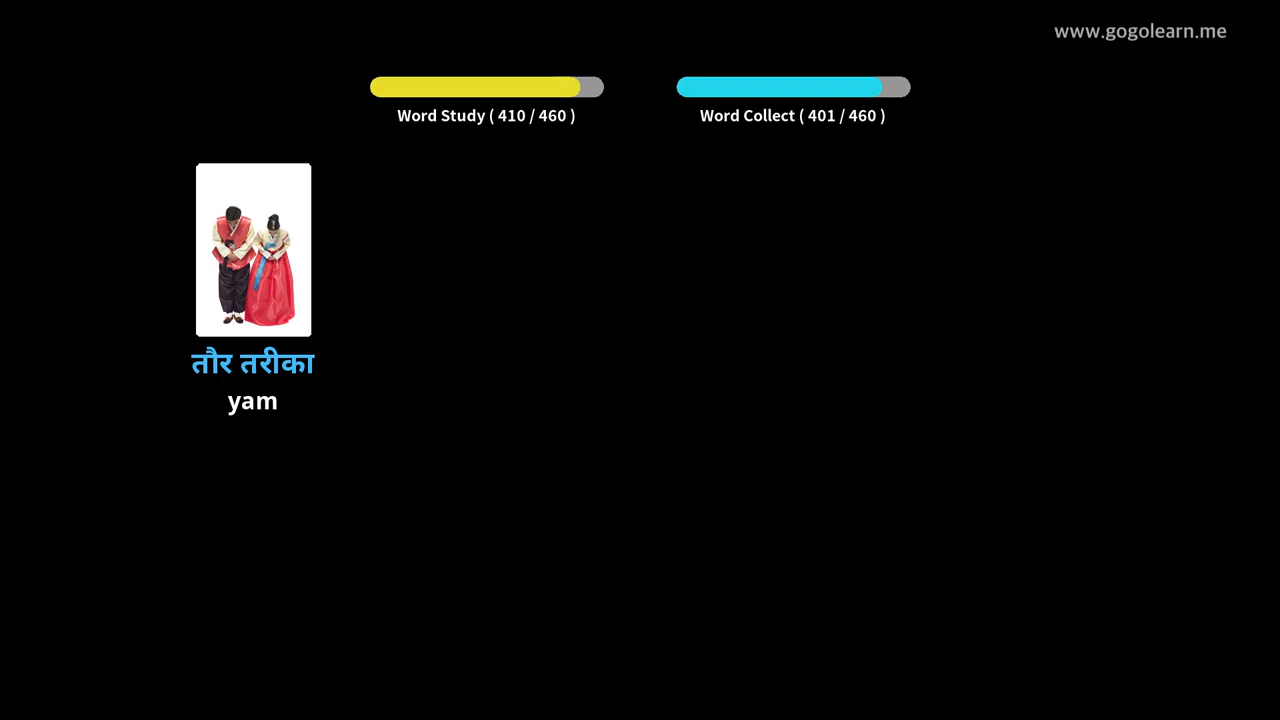 www.gogolearn.me
Word Study ( 410 / 460 )
Word Collect ( 401 / 460 )
तौर तरीका
yam